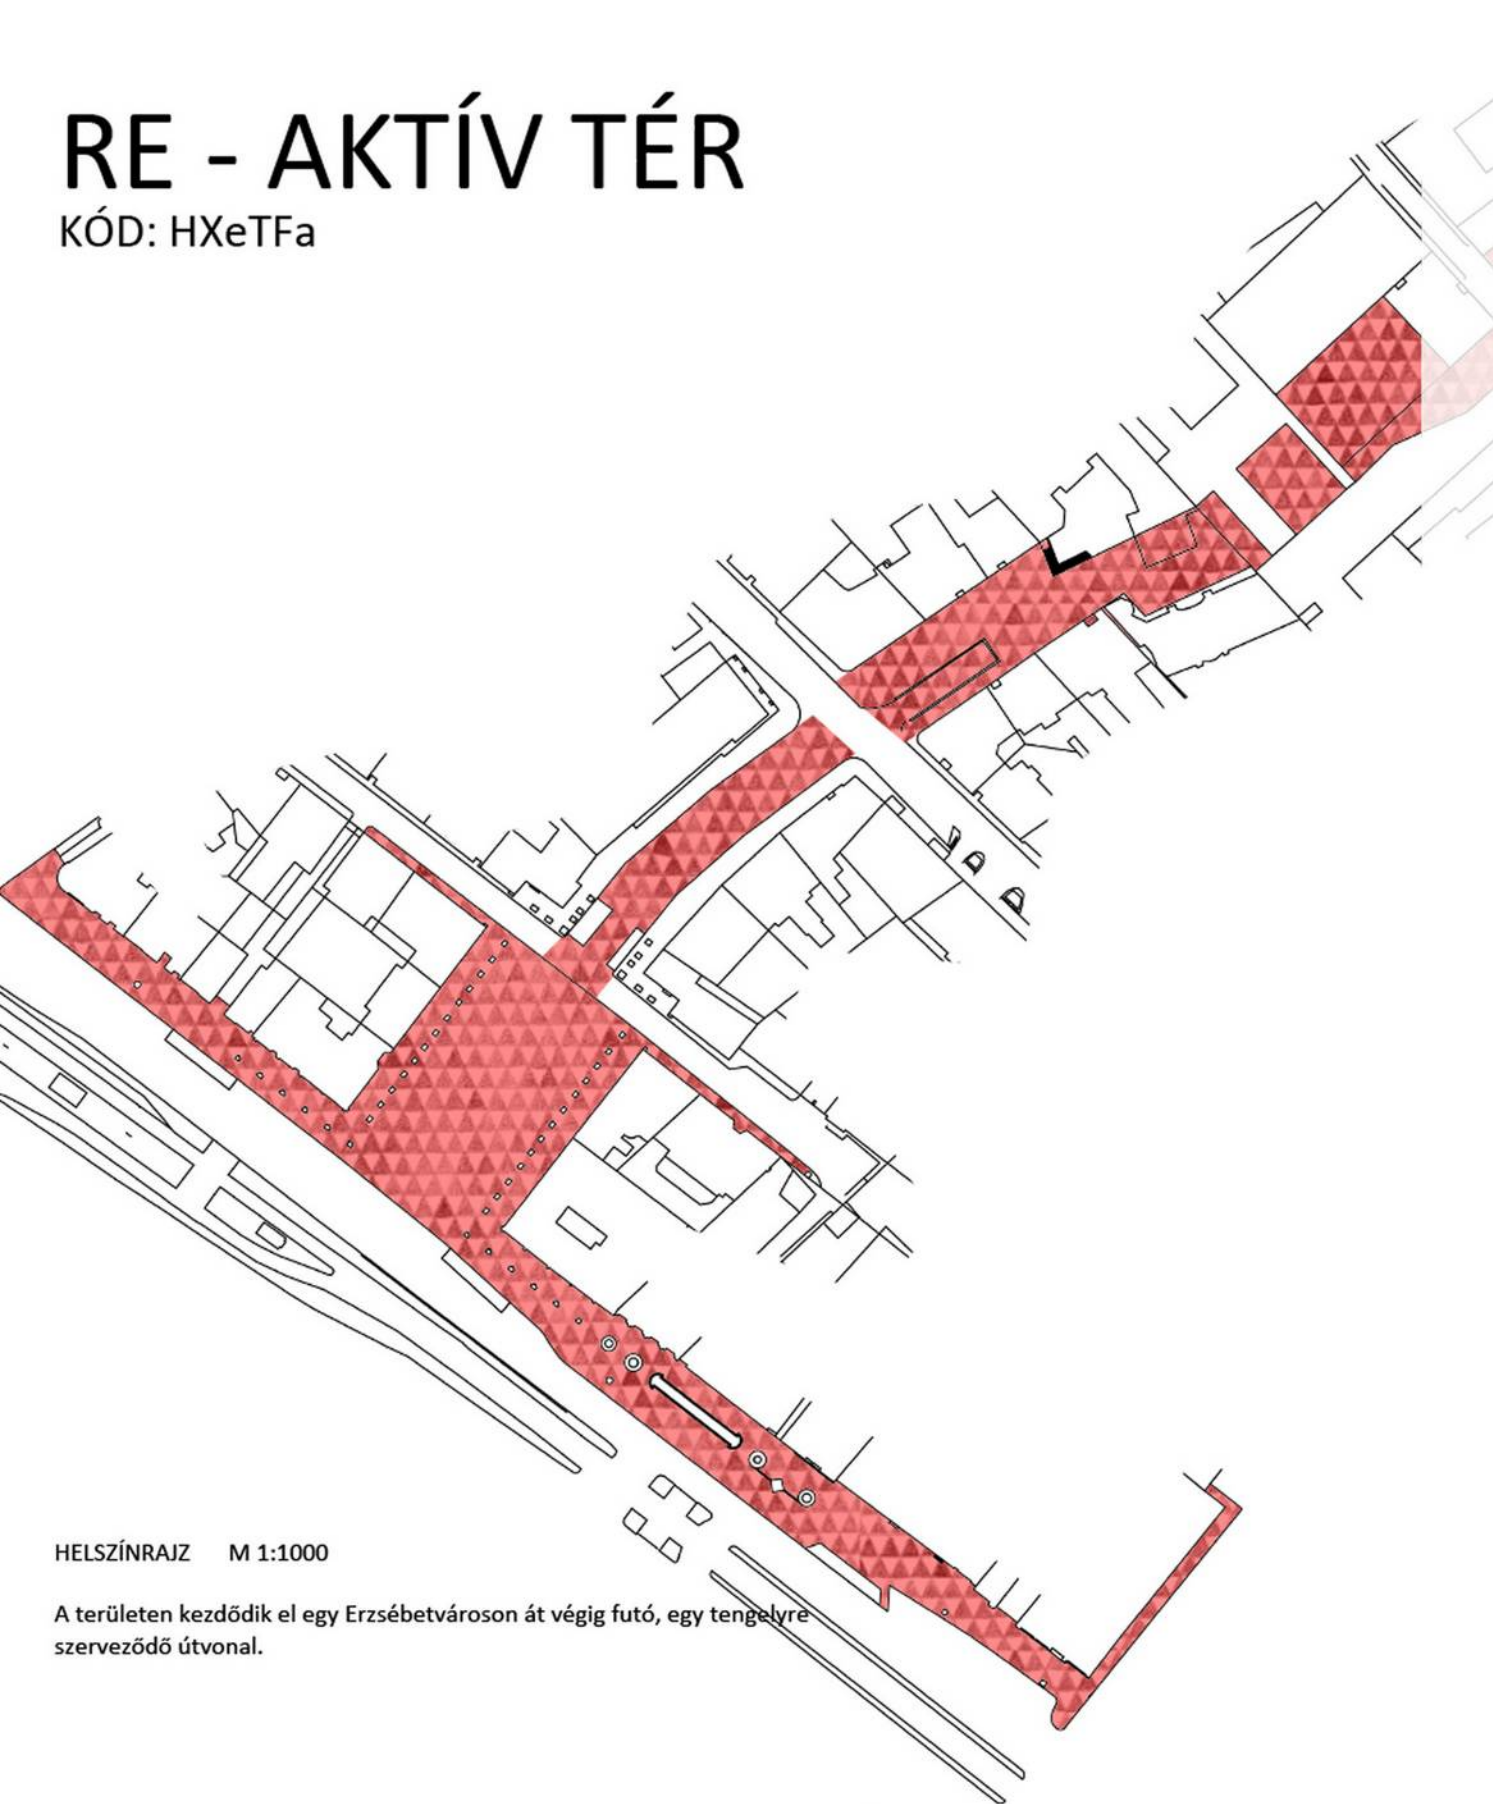 RE - AKTÍV TÉR
KÓD: HXeTFa
HELSZÍNRAJZ M 1:1000
A területen kezdődik el egy Erzsébetvároson át végig futó, egy tengelyre
szerveződő útvonal.